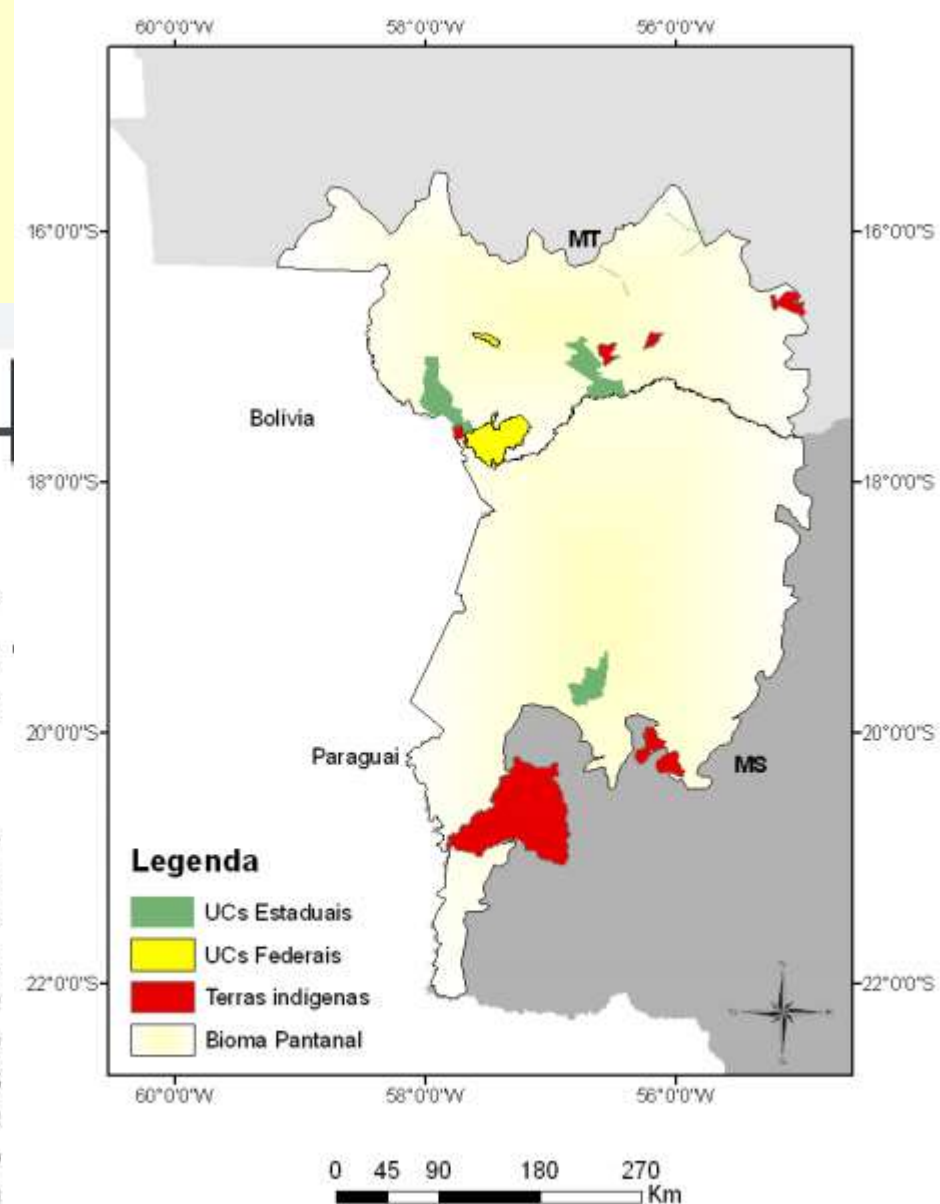 60°0'0"W 58°0'0"W 56°0'0"W
MT
16°0'0"S 16°0'0"S
Bolívia
18°0'0"S 18°0'0"S
20°0'0"S 20°0'0"S
Paraguai
MS
Legenda
UCs Estaduais
UCs Federais
Terras indígenas
Bioma Pantanal
22°0'0"S 22°0'0"S
60°0'0"W 58°0'0"W 56°0'0"W
0 45 90 180 270
Km